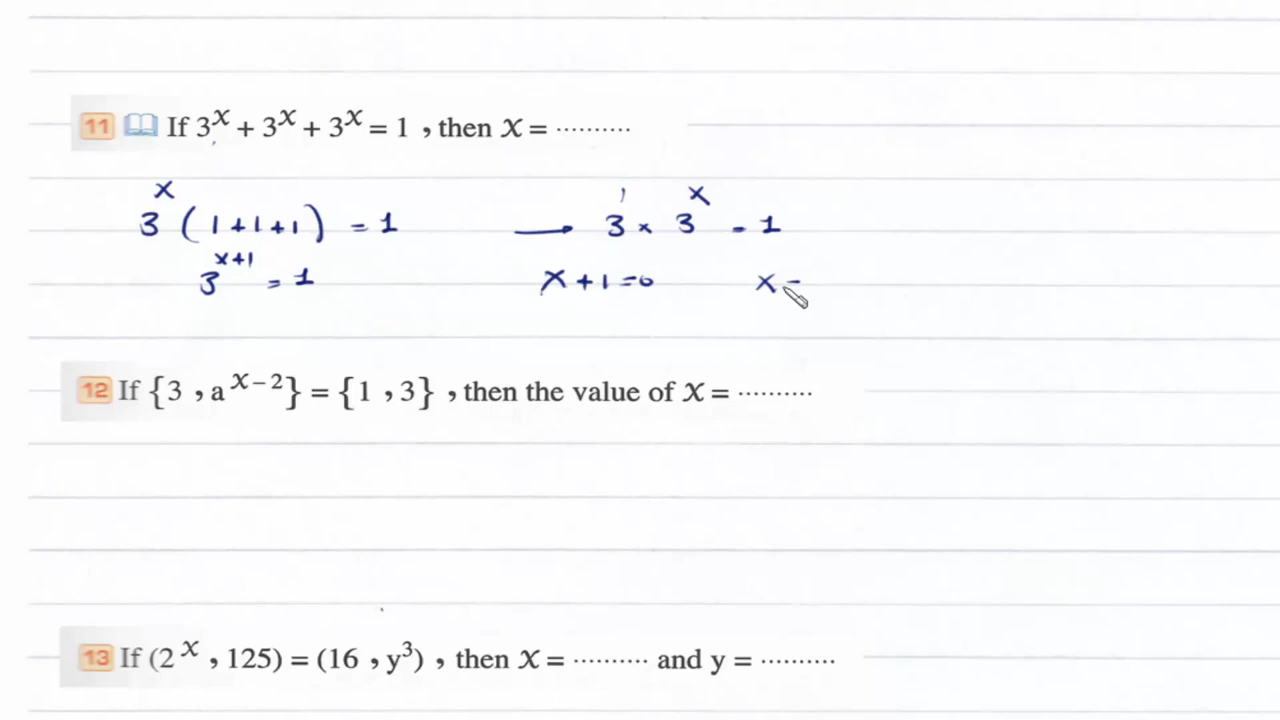 11 If 3^x + 3^x + 3^x = 1 , then x = ..........
3^x (1+1+1) = 1 → 3^1 × 3^x = 1
3^(x+1) = 1 x+1=0 x=
12 If {3 , a^(x−2)} = {1 , 3} , then the value of x = ..........
13 If (2^x , 125) = (16 , y^3) , then x = .......... and y = ..........